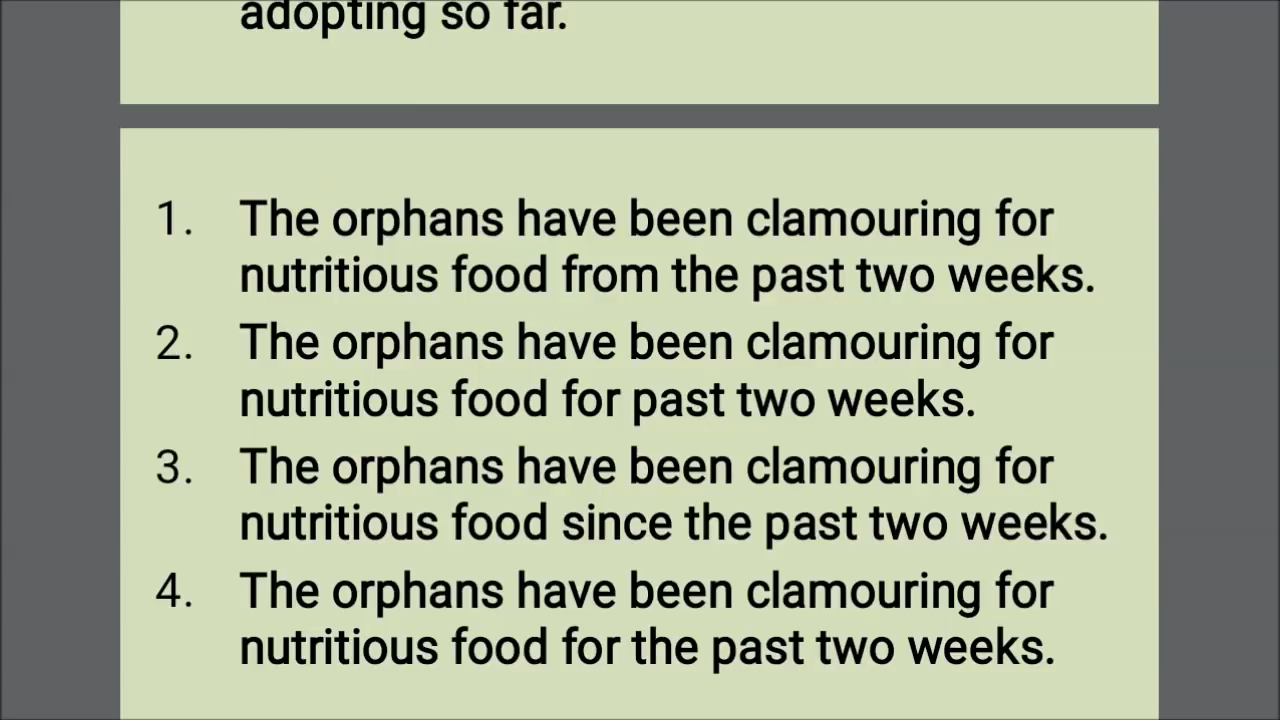 adopting so far.
1. The orphans have been clamouring for
nutritious food from the past two weeks.
2. The orphans have been clamouring for
nutritious food for past two weeks.
3. The orphans have been clamouring for
nutritious food since the past two weeks.
4. The orphans have been clamouring for
nutritious food for the past two weeks.